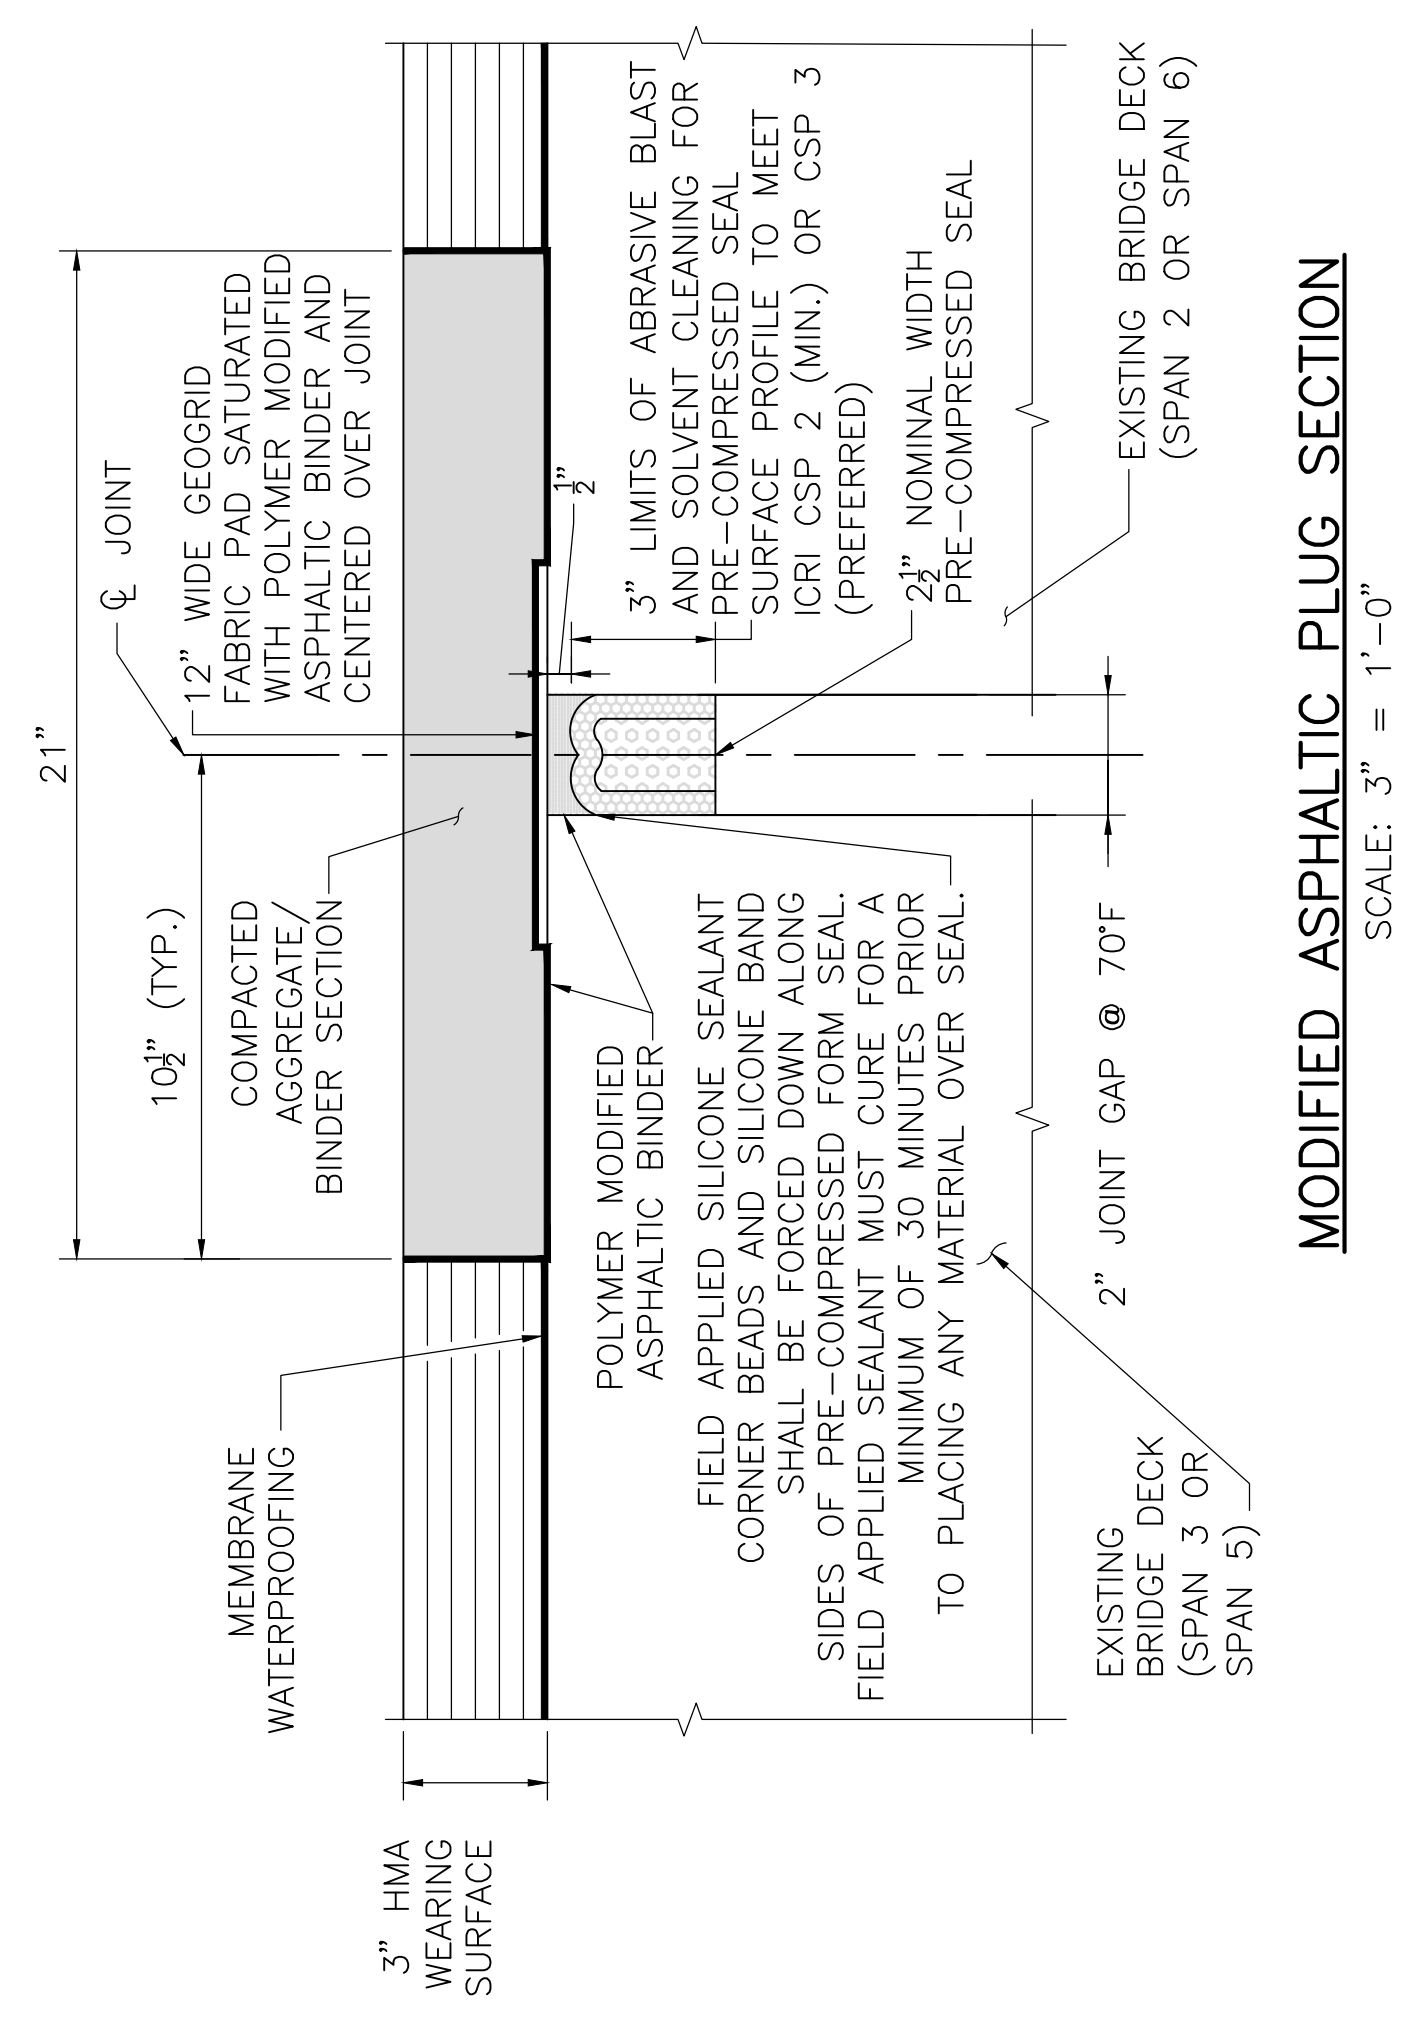 21”
10½” (TYP.)
℄ JOINT
12” WIDE GEOGRID
FABRIC PAD SATURATED
WITH POLYMER MODIFIED
ASPHALTIC BINDER AND
CENTERED OVER JOINT
COMPACTED
AGGREGATE/
BINDER SECTION
MEMBRANE
WATERPROOFING
3” HMA
WEARING
SURFACE
½”
POLYMER MODIFIED
ASPHALTIC BINDER
3” LIMITS OF ABRASIVE BLAST
AND SOLVENT CLEANING FOR
PRE–COMPRESSED SEAL
SURFACE PROFILE TO MEET
ICRI CSP 2 (MIN.) OR CSP 3
(PREFERRED)
FIELD APPLIED SILICONE SEALANT
CORNER BEADS AND SILICONE BAND
SHALL BE FORCED DOWN ALONG
SIDES OF PRE–COMPRESSED FORM SEAL.
FIELD APPLIED SEALANT MUST CURE FOR A
MINIMUM OF 30 MINUTES PRIOR
TO PLACING ANY MATERIAL OVER SEAL.
2½” NOMINAL WIDTH
PRE–COMPRESSED SEAL
EXISTING
BRIDGE DECK
(SPAN 3 OR
SPAN 5)
2” JOINT GAP @ 70°F
EXISTING BRIDGE DECK
(SPAN 2 OR SPAN 6)
MODIFIED ASPHALTIC PLUG SECTION
SCALE: 3” = 1’–0”